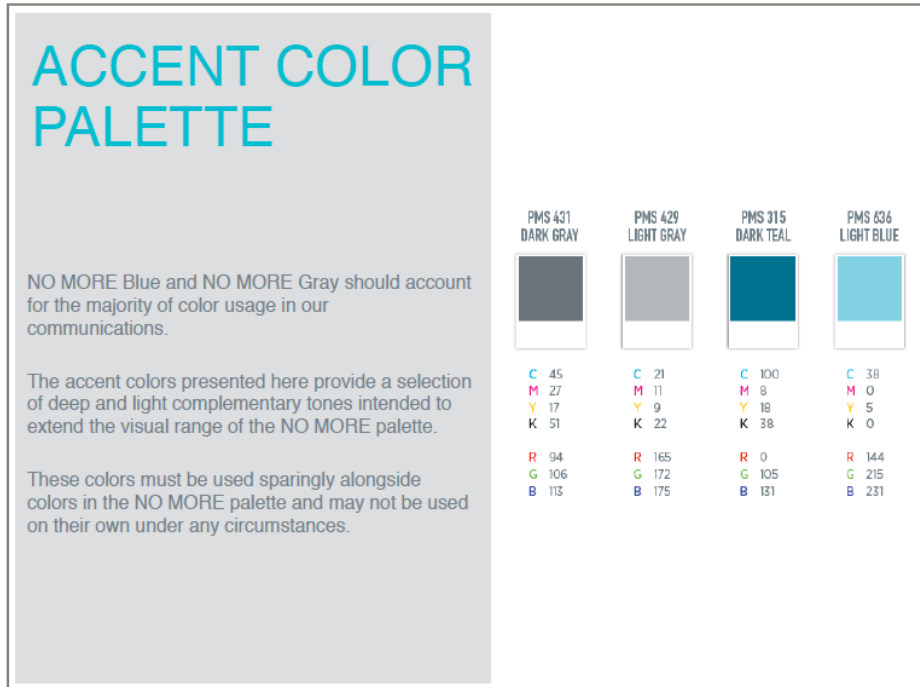 ACCENT COLOR
PALETTE
NO MORE Blue and NO MORE Gray should account
for the majority of color usage in our
communications.
The accent colors presented here provide a selection
of deep and light complementary tones intended to
extend the visual range of the NO MORE palette.
These colors must be used sparingly alongside
colors in the NO MORE palette and may not be used
on their own under any circumstances.
PMS 431
DARK GRAY
C 45
M 27
Y 17
K 51
R 94
G 106
B 113
PMS 429
LIGHT GRAY
C 21
M 11
Y 9
K 22
R 165
G 172
B 175
PMS 315
DARK TEAL
C 100
M 8
Y 18
K 38
R 0
G 105
B 131
PMS 636
LIGHT BLUE
C 38
M 0
Y 5
K 0
R 144
G 215
B 231